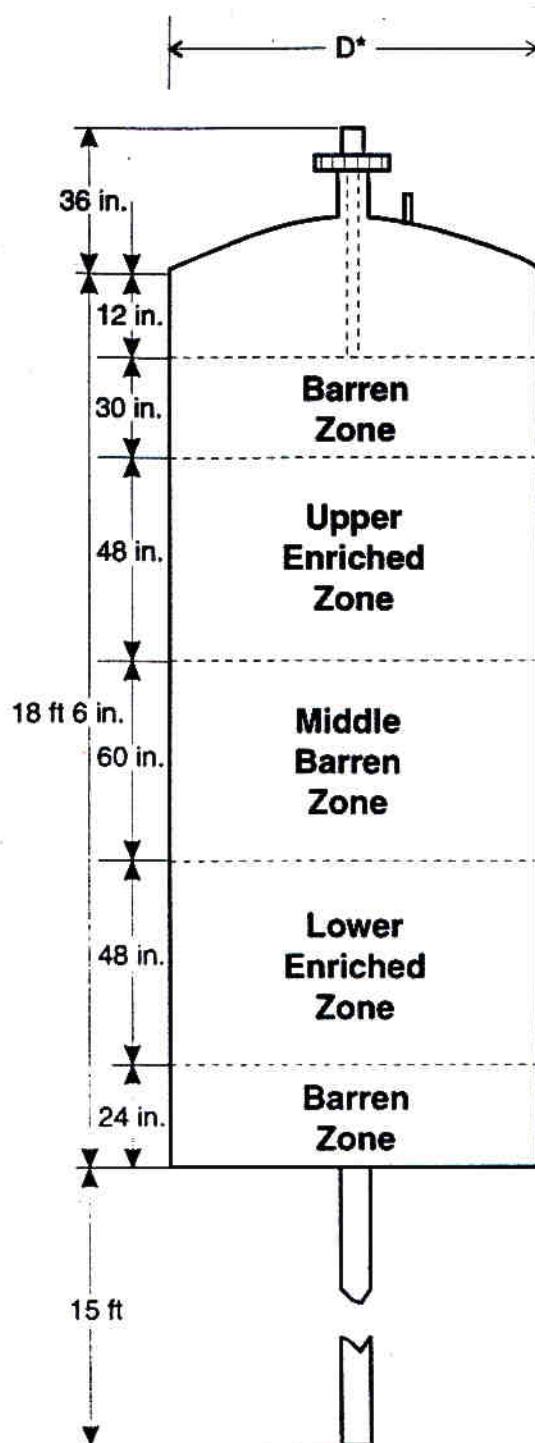 D*
36 in.
12 in.
30 in.
Barren
Zone
48 in.
Upper
Enriched
Zone
18 ft 6 in.
60 in.
Middle
Barren
Zone
48 in.
Lower
Enriched
Zone
24 in.
Barren
Zone
15 ft